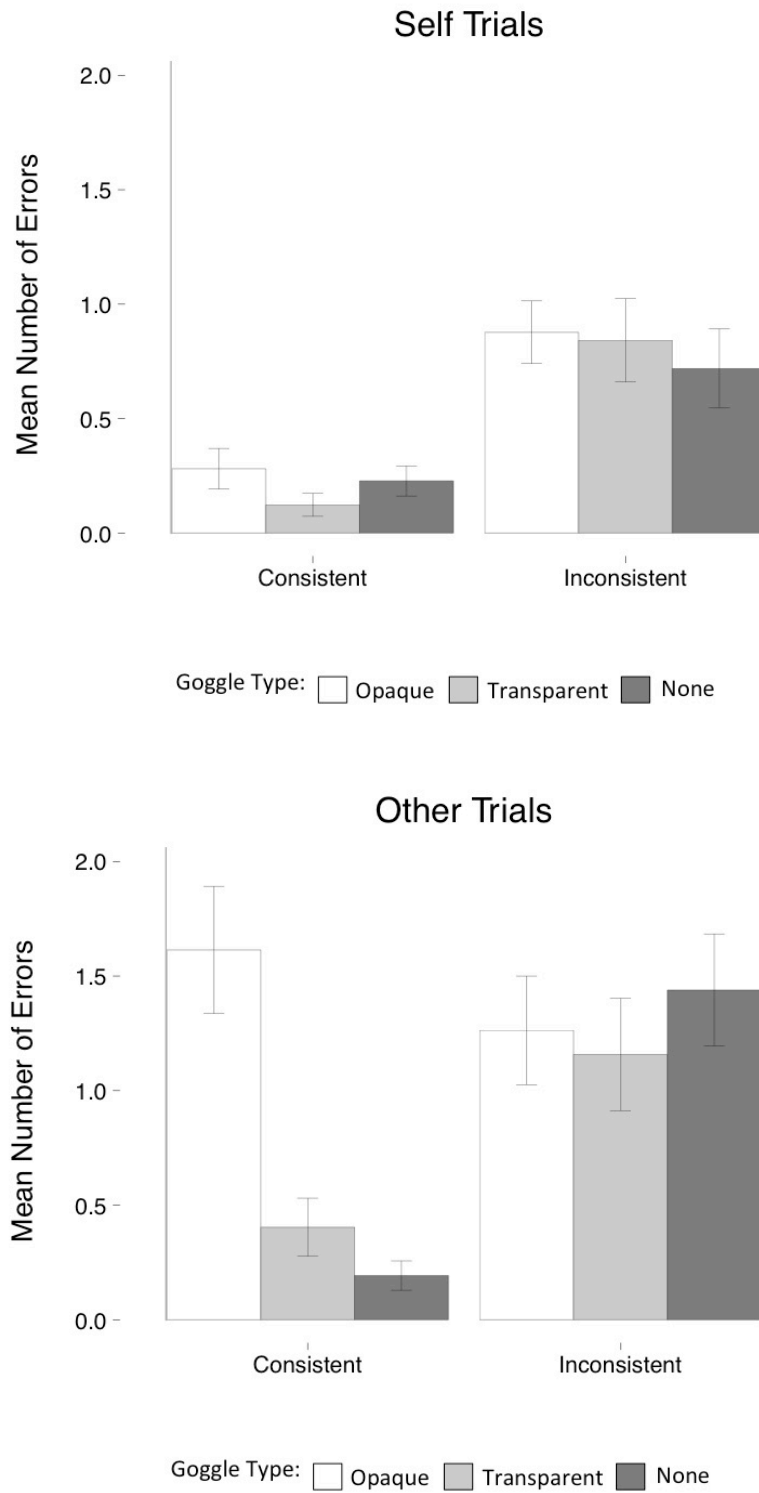 Self Trials
2.0
1.5
1.0
0.5
0.0
Mean Number of Errors
Consistent Inconsistent
Goggle Type: Opaque Transparent None
Other Trials
2.0
1.5
1.0
0.5
0.0
Mean Number of Errors
Consistent Inconsistent
Goggle Type: Opaque Transparent None